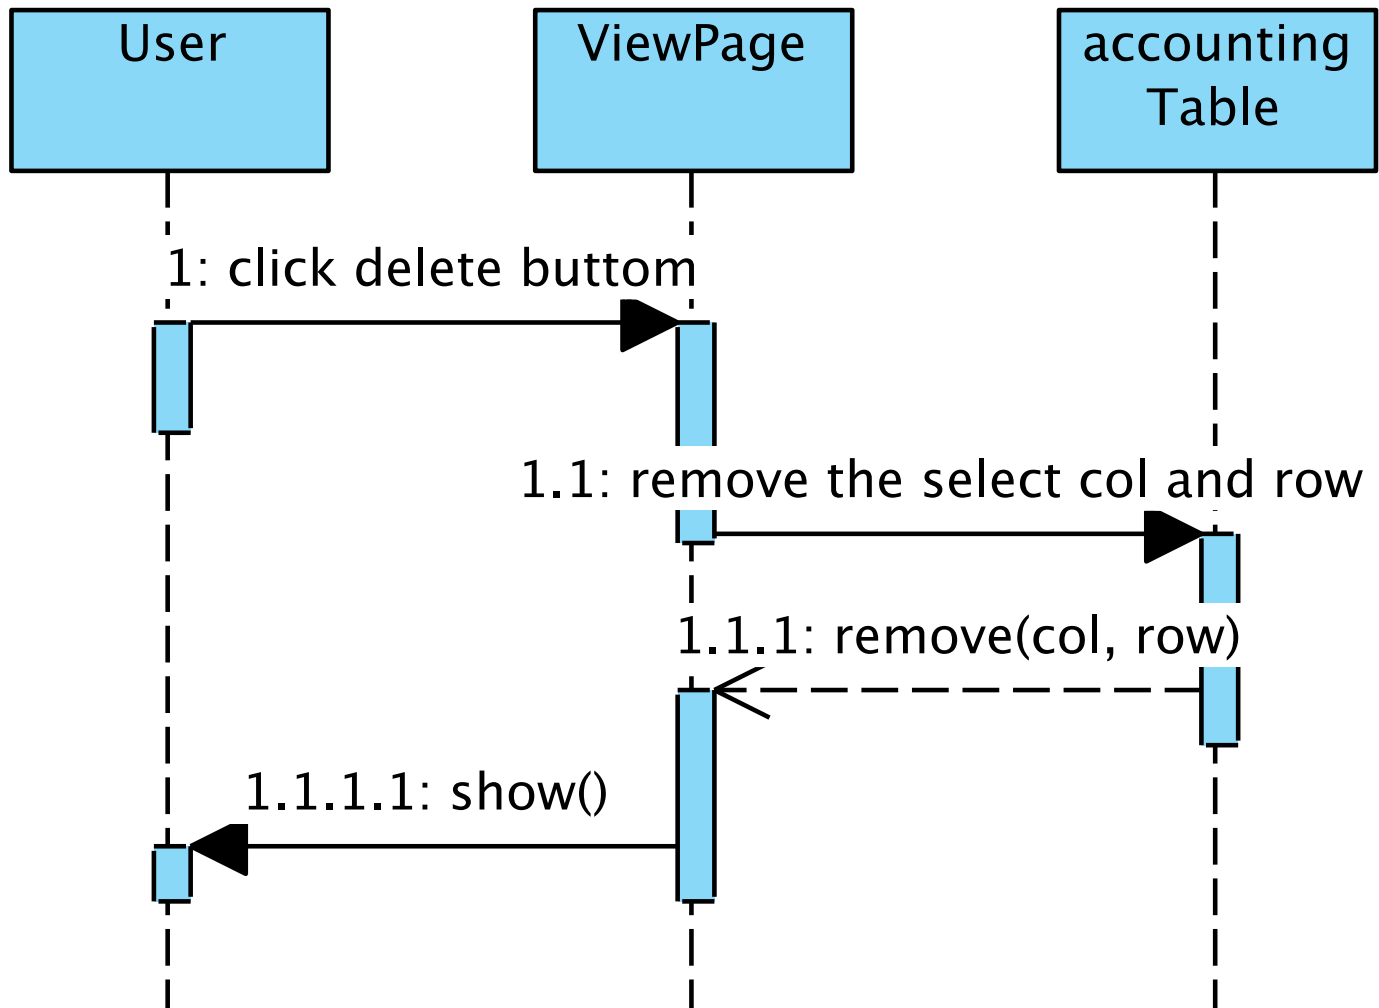 User
ViewPage
accounting
Table
1: click delete buttom
1.1: remove the select col and row
1.1.1: remove(col, row)
1.1.1.1: show()